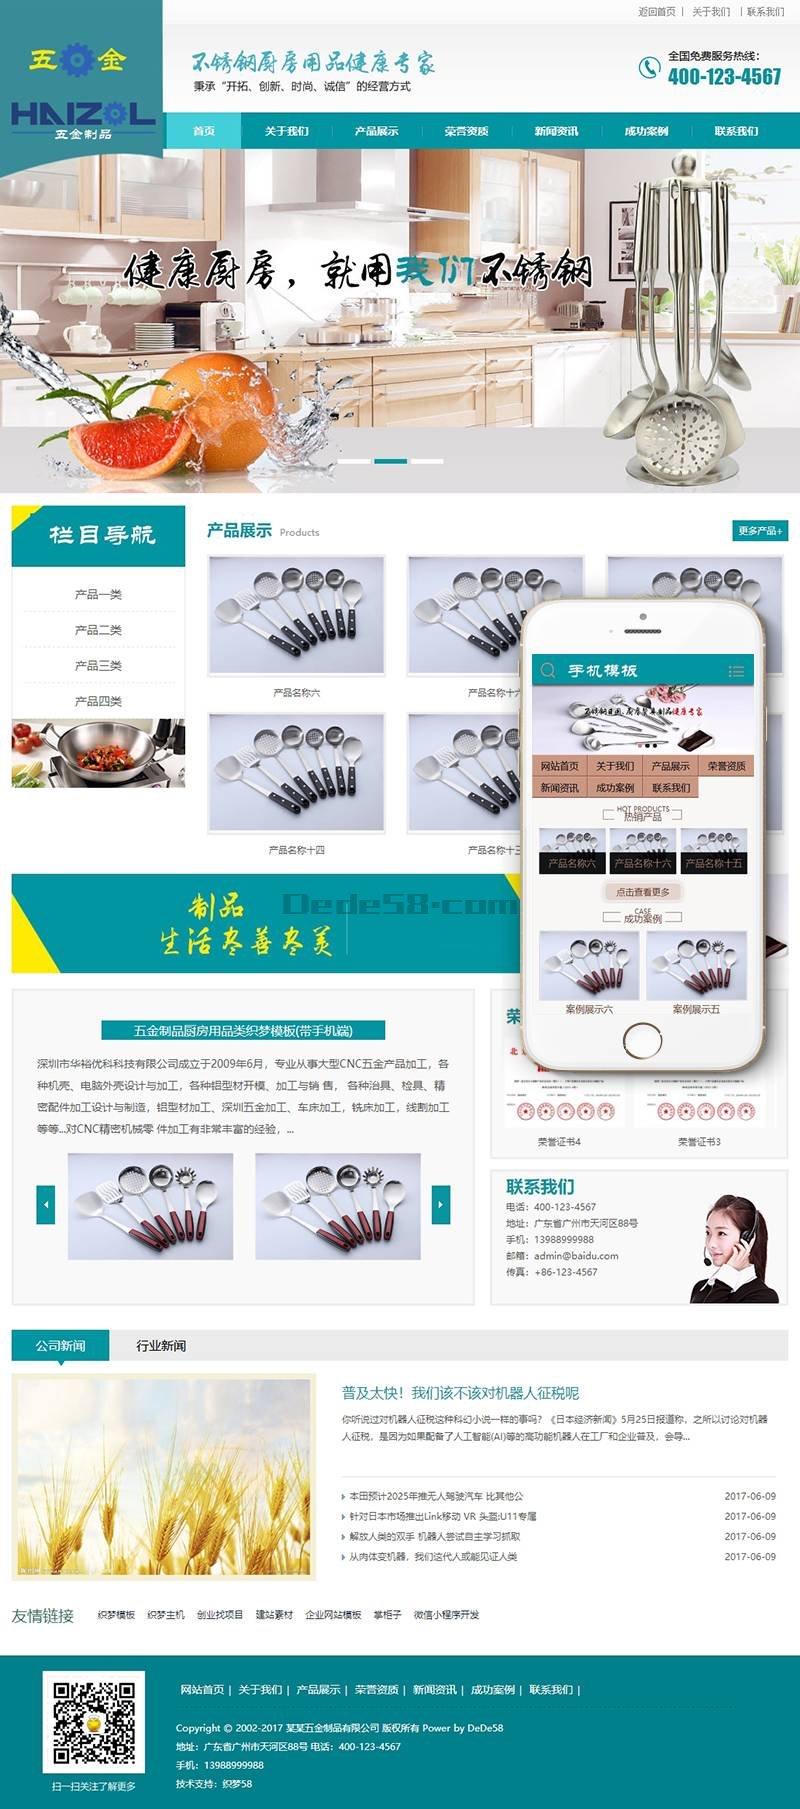 返回首页 | 关于我们 | 联系我们
五金
HAIZOL
五金制品
不锈钢厨房用品健康专家
秉承“开拓、创新、时尚、诚信”的经营方式
全国免费服务热线：
400-123-4567
首页 关于我们 产品展示 荣誉资质 新闻资讯 成功案例 联系我们
健康厨房，就用我们不锈钢
栏目导航
产品一类
产品二类
产品三类
产品四类
产品展示 Products
更多产品+
产品名称六
产品名称十六
产品名称十四
产品名称十三
手机模板
不锈钢日用、厨房餐具制品健康专家
网站首页 关于我们 产品展示 荣誉资质
新闻资讯 成功案例 联系我们
HOT PRODUCTS
热销产品
产品名称六 产品名称十六 产品名称十五
点击查看更多
CASE
成功案例
案例展示六 案例展示五
制品
生活尽善尽美
Dede58.com
五金制品厨房用品类织梦模板(带手机端)
深圳市华裕优科科技有限公司成立于2009年6月，专业从事大型CNC五金产品加工，各
种机壳、电脑外壳设计与加工，各种铝型材开模、加工与销 售， 各种治具、检具、精
密配件加工设计与制造，铝型材加工、深圳五金加工、车床加工，铣床加工，线割加工
等等...对CNC精密机械零 件加工有非常丰富的经验，...
荣
荣誉证书4 荣誉证书3
联系我们
电话：400-123-4567
地址：广东省广州市天河区88号
手机：13988999988
邮箱：admin@baidu.com
传真：+86-123-4567
公司新闻 行业新闻
普及太快！我们该不该对机器人征税呢
你听说过对机器人征税这种科幻小说一样的事吗？《日本经济新闻》5月25日报道称，之所以讨论对机器
人征税，是因为如果配备了人工智能(AI)等的高功能机器人在工厂和企业普及，会导...
本田预计2025年推无人驾驶汽车 比其他公 2017-06-09
针对日本市场推出Link移动 VR 头盔:U11专属 2017-06-09
解放人类的双手 机器人尝试自主学习抓取 2017-06-09
从肉体变机器，我们这代人或能见证人类 2017-06-09
友情链接 织梦模板 织梦主机 创业找项目 建站素材 企业网站模板 掌柜子 微信小程序开发
网站首页 | 关于我们 | 产品展示 | 荣誉资质 | 新闻资讯 | 成功案例 | 联系我们 |
Copyright © 2002-2017 某某五金制品有限公司 版权所有 Power by DeDe58
地址：广东省广州市天河区88号 电话：400-123-4567
手机：13988999988
技术支持：织梦58
扫一扫关注了解更多